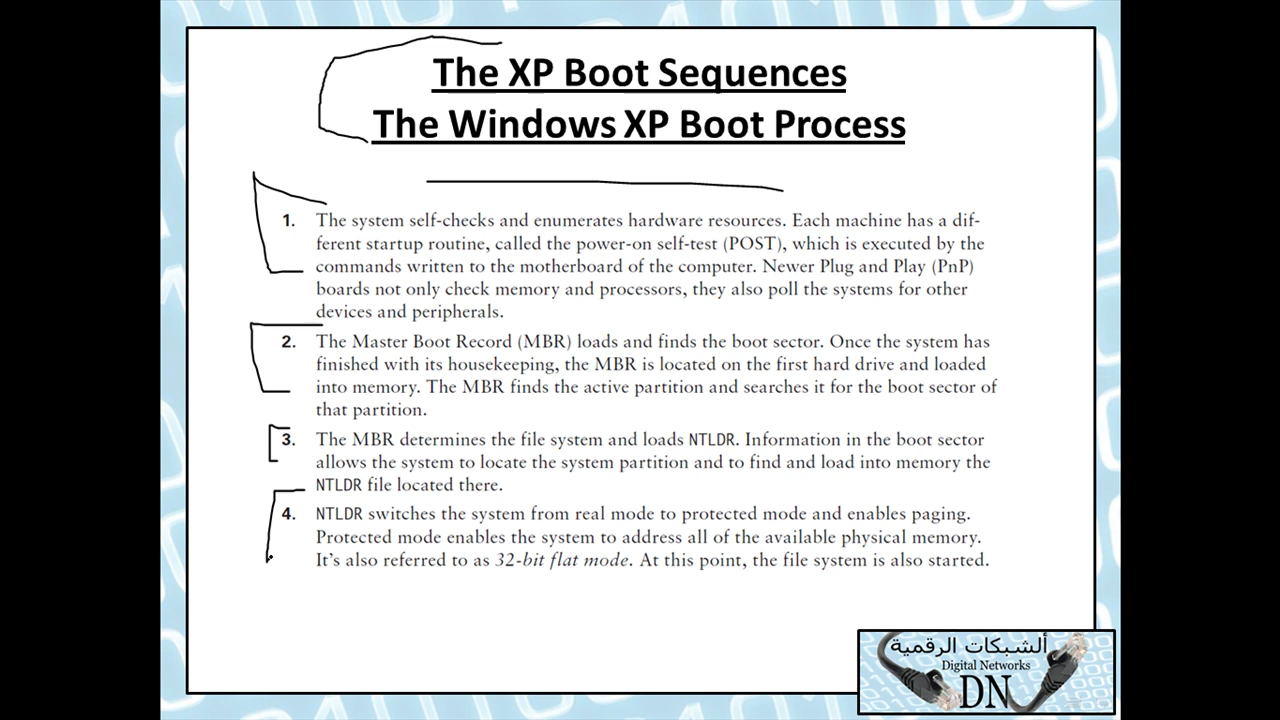 The XP Boot Sequences
The Windows XP Boot Process
1. The system self-checks and enumerates hardware resources. Each machine has a dif-
ferent startup routine, called the power-on self-test (POST), which is executed by the
commands written to the motherboard of the computer. Newer Plug and Play (PnP)
boards not only check memory and processors, they also poll the systems for other
devices and peripherals.
2. The Master Boot Record (MBR) loads and finds the boot sector. Once the system has
finished with its housekeeping, the MBR is located on the first hard drive and loaded
into memory. The MBR finds the active partition and searches it for the boot sector of
that partition.
3. The MBR determines the file system and loads NTLDR. Information in the boot sector
allows the system to locate the system partition and to find and load into memory the
NTLDR file located there.
4. NTLDR switches the system from real mode to protected mode and enables paging.
Protected mode enables the system to address all of the available physical memory.
It's also referred to as 32-bit flat mode. At this point, the file system is also started.
ألشبكات الرقمية
Digital Networks
DN